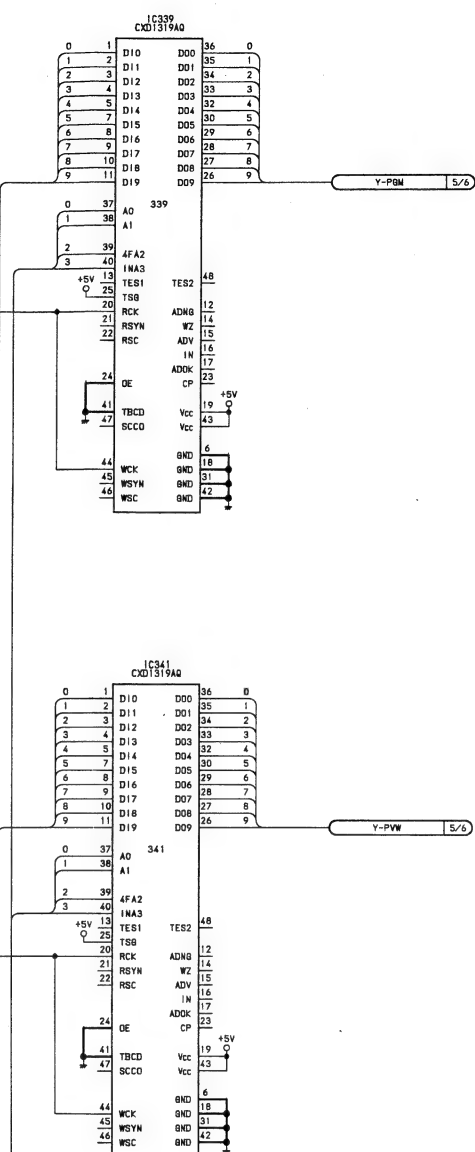 IC339
CXD1319AQ
0 1 DI0 DO0 36 0
1 2 DI1 DO1 35 1
2 3 DI2 DO2 34 2
3 4 DI3 DO3 33 3
4 5 DI4 DO4 32 4
5 7 DI5 DO5 30 5
6 8 DI6 DO6 29 6
7 9 DI7 DO7 28 7
8 10 DI8 DO8 27 8
9 11 DI9 DO9 26 9
Y-PGM 5/6
0 37 A0 339
1 38 A1
2 39 4FA2
3 40 INA3
+5V 13 TES1 TES2 48
25 TSG
20 RCK ADNG 12
21 RSYN WZ 14
22 RSC ADV 15
IN 16
ADOK 17
24 OE CP 23
+5V
41 TBCD Vcc 19
47 SCCO Vcc 43
GND 6
44 WCK GND 18
45 WSYN GND 31
46 WSC GND 42
IC341
CXD1319AQ
0 1 DI0 DO0 36 0
1 2 DI1 DO1 35 1
2 3 DI2 DO2 34 2
3 4 DI3 DO3 33 3
4 5 DI4 DO4 32 4
5 7 DI5 DO5 30 5
6 8 DI6 DO6 29 6
7 9 DI7 DO7 28 7
8 10 DI8 DO8 27 8
9 11 DI9 DO9 26 9
Y-PVW 5/6
0 37 A0 341
1 38 A1
2 39 4FA2
3 40 INA3
+5V 13 TES1 TES2 48
25 TSG
20 RCK ADNG 12
21 RSYN WZ 14
22 RSC ADV 15
IN 16
ADOK 17
24 OE CP 23
+5V
41 TBCD Vcc 19
47 SCCO Vcc 43
GND 6
44 WCK GND 18
45 WSYN GND 31
46 WSC GND 42